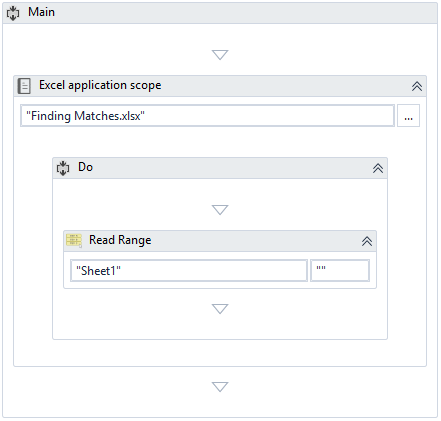 Main
Excel application scope
"Finding Matches.xlsx"
...
Do
Read Range
"Sheet1"
""